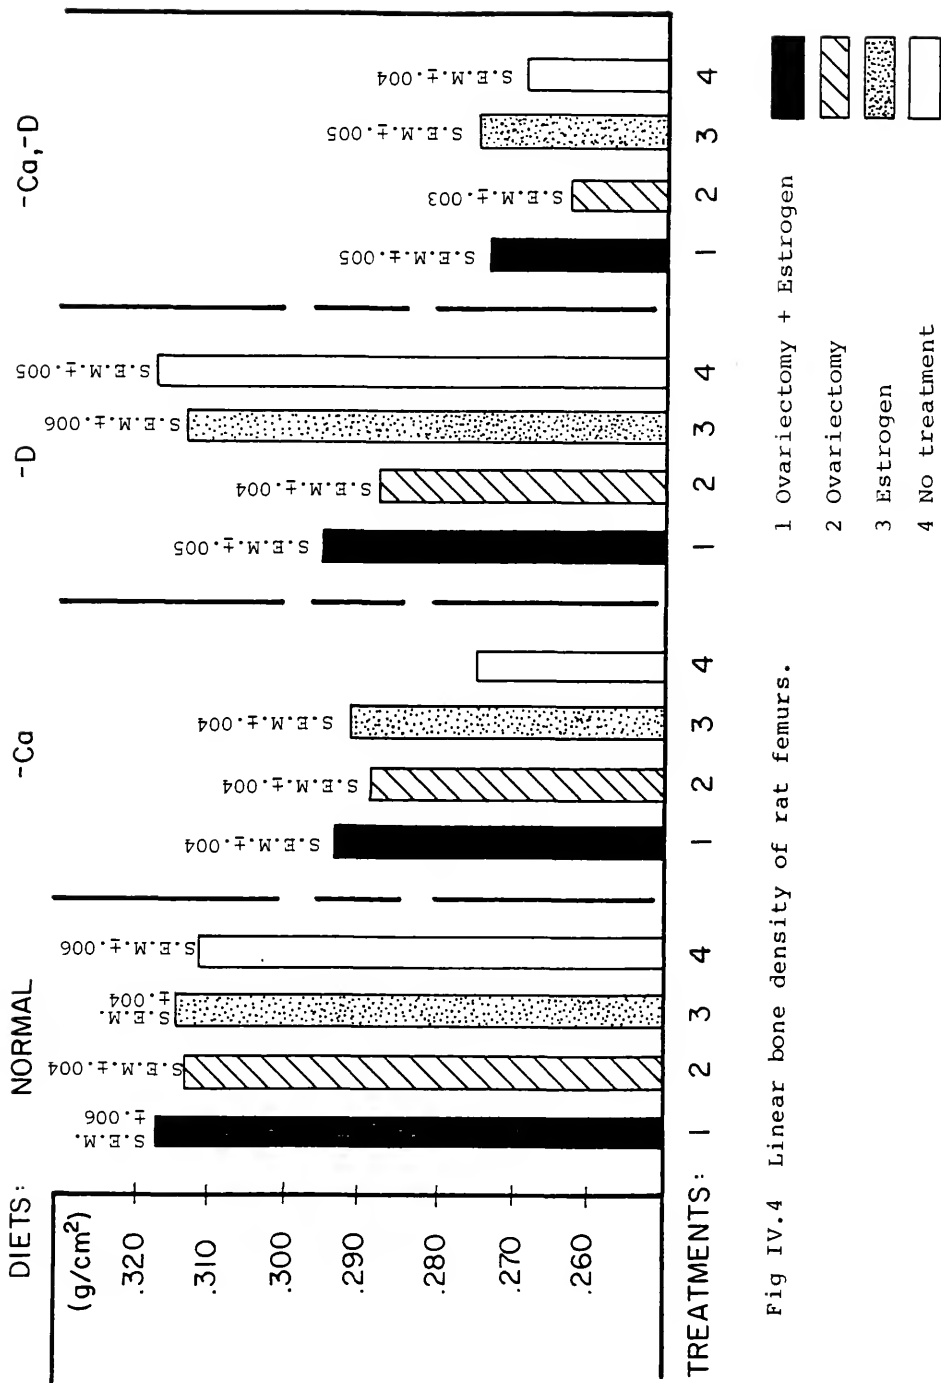 DIETS: NORMAL -Ca -D -Ca,-D
(g/cm²)
.320
.310
.300
.290
.280
.270
.260
S.E.M. ±.006
S.E.M.±.004
S.E.M. ±.004
S.E.M.±.006
S.E.M.±.004
S.E.M.±.004
S.E.M.±.004
S.E.M.±.005
S.E.M.±.004
S.E.M.±.006
S.E.M.±.005
S.E.M.±.005
S.E.M.±.003
S.E.M.±.005
S.E.M.±.004
TREATMENTS: 1 2 3 4 1 2 3 4 1 2 3 4 1 2 3 4
1 Ovariectomy + Estrogen
2 Ovariectomy
3 Estrogen
4 No treatment
Fig IV.4 Linear bone density of rat femurs.